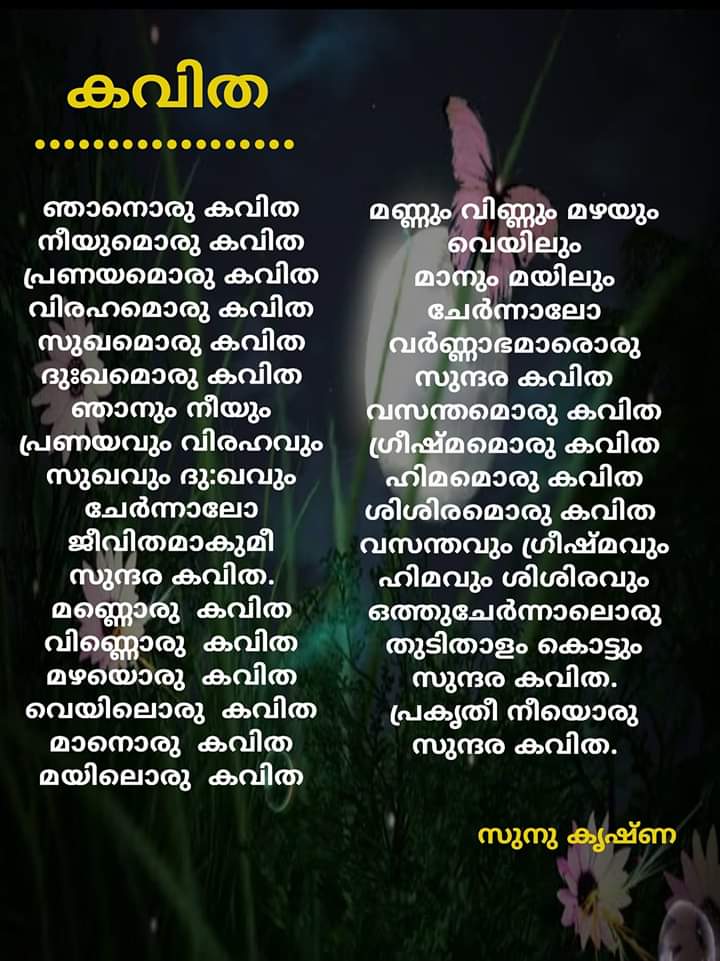 കവിത
..................
ഞാനൊരു കവിത
നീയുമൊരു കവിത
പ്രണയമൊരു കവിത
വിരഹമൊരു കവിത
സുഖമൊരു കവിത
ദുഃഖമൊരു കവിത
ഞാനും നീയും
പ്രണയവും വിരഹവും
സുഖവും ദു:ഖവും
ചേർന്നാലോ
ജീവിതമാകുമീ
സുന്ദര കവിത.
മണ്ണൊരു കവിത
വിണ്ണൊരു കവിത
മഴയൊരു കവിത
വെയിലൊരു കവിത
മാനൊരു കവിത
മയിലൊരു കവിത
മണ്ണും വിണ്ണും മഴയും
വെയിലും
മാനും മയിലും
ചേർന്നാലോ
വർണ്ണാഭമാരൊരു
സുന്ദര കവിത
വസന്തമൊരു കവിത
ഗ്രീഷ്മമൊരു കവിത
ഹിമമൊരു കവിത
ശിശിരമൊരു കവിത
വസന്തവും ഗ്രീഷ്മവും
ഹിമവും ശിശിരവും
ഒത്തുചേർന്നാലൊരു
തുടിതാളം കൊട്ടും
സുന്ദര കവിത.
പ്രകൃതീ നീയൊരു
സുന്ദര കവിത.
സുനു കൃഷ്ണ